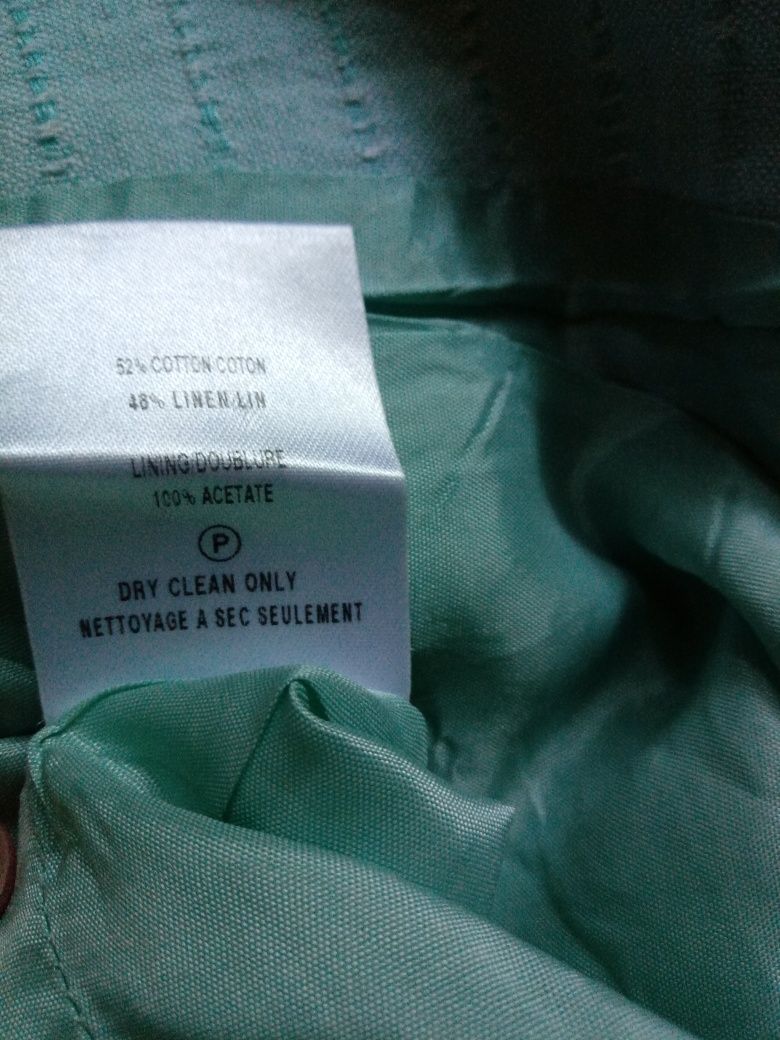 52% COTTON COTON
48% LINEN/LIN
LINING/DOUBLURE
100% ACETATE
P
DRY CLEAN ONLY
NETTOYAGE A SEC SEULEMENT